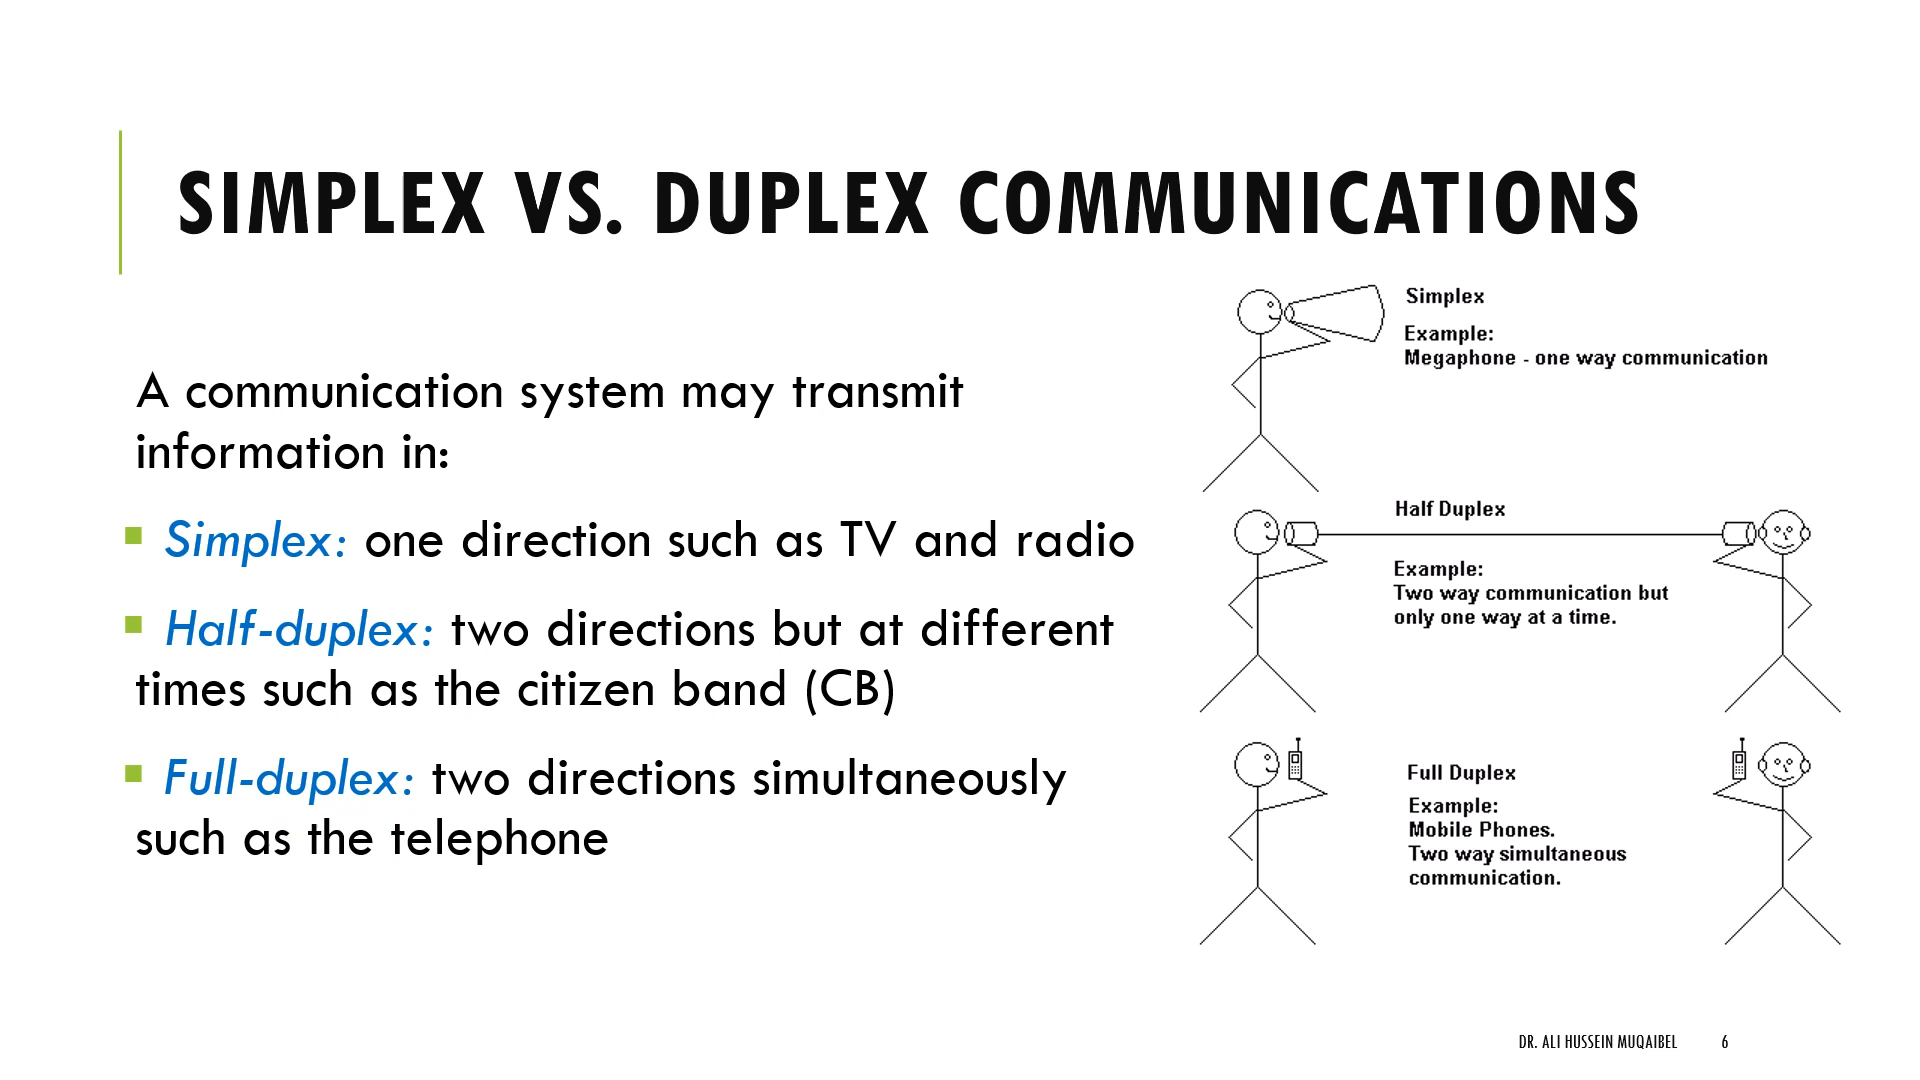 SIMPLEX VS. DUPLEX COMMUNICATIONS
A communication system may transmit
information in:
Simplex: one direction such as TV and radio
Half-duplex: two directions but at different
times such as the citizen band (CB)
Full-duplex: two directions simultaneously
such as the telephone
Simplex
Example:
Megaphone - one way communication
Half Duplex
Example:
Two way communication but
only one way at a time.
Full Duplex
Example:
Mobile Phones.
Two way simultaneous
communication.
DR. ALI HUSSEIN MUQAIBEL 6